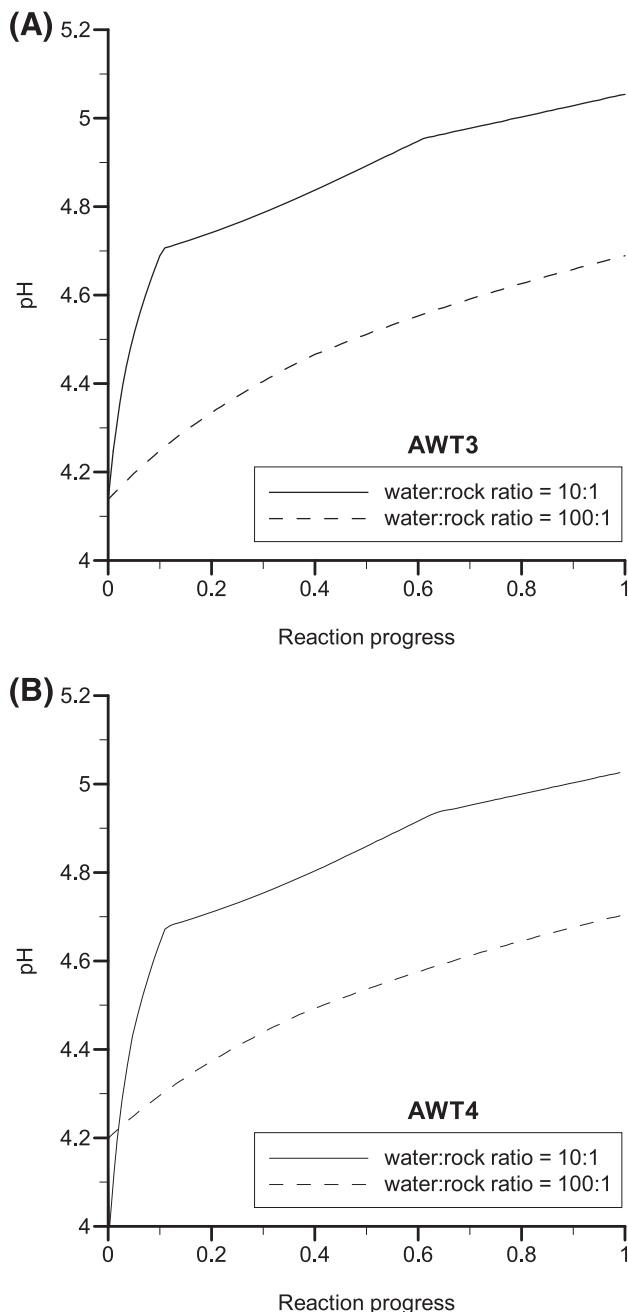 (A)
5.2
5
4.8
4.6
4.4
4.2
4
pH
AWT3
water:rock ratio = 10:1
water:rock ratio = 100:1
0 0.2 0.4 0.6 0.8 1
Reaction progress
(B)
5.2
5
4.8
4.6
4.4
4.2
4
pH
AWT4
water:rock ratio = 10:1
water:rock ratio = 100:1
0 0.2 0.4 0.6 0.8 1
Reaction progress